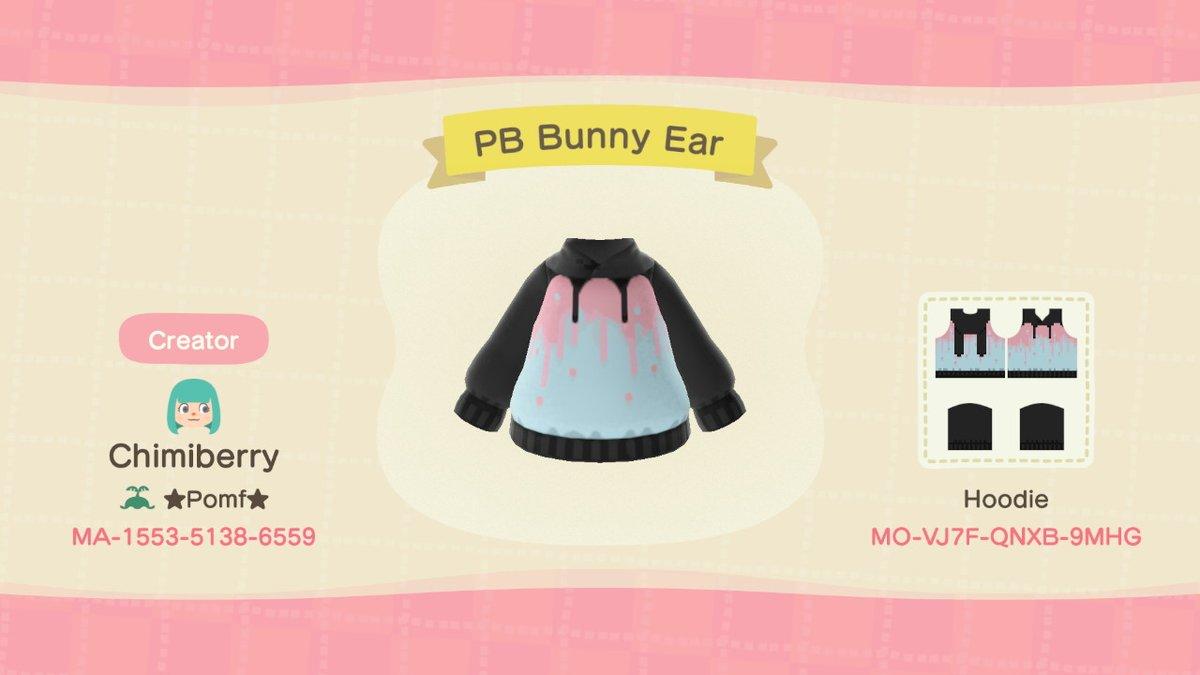 PB Bunny Ear
Creator
Chimiberry
★Pomf★
MA-1553-5138-6559
Hoodie
MO-VJ7F-QNXB-9MHG